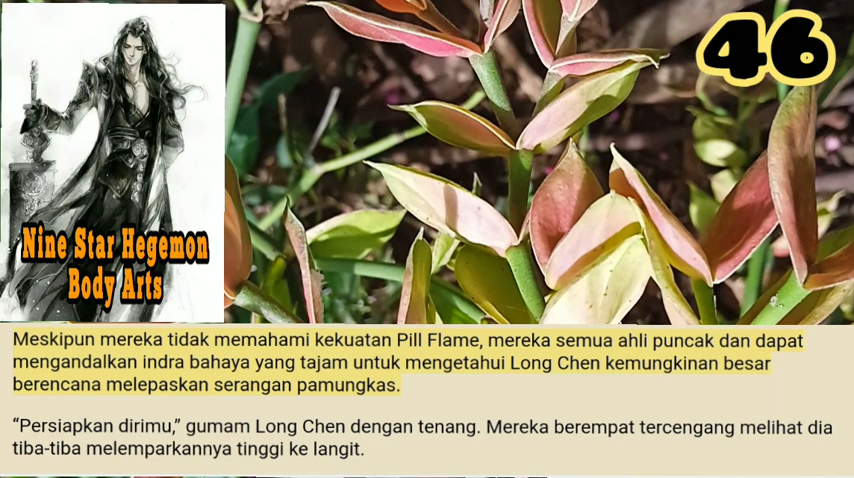 46
Nine Star Hegemon
Body Arts
Meskipun mereka tidak memahami kekuatan Pill Flame, mereka semua ahli puncak dan dapat
mengandalkan indra bahaya yang tajam untuk mengetahui Long Chen kemungkinan besar
berencana melepaskan serangan pamungkas.
“Persiapkan dirimu,” gumam Long Chen dengan tenang. Mereka berempat tercengang melihat dia
tiba-tiba melemparkannya tinggi ke langit.